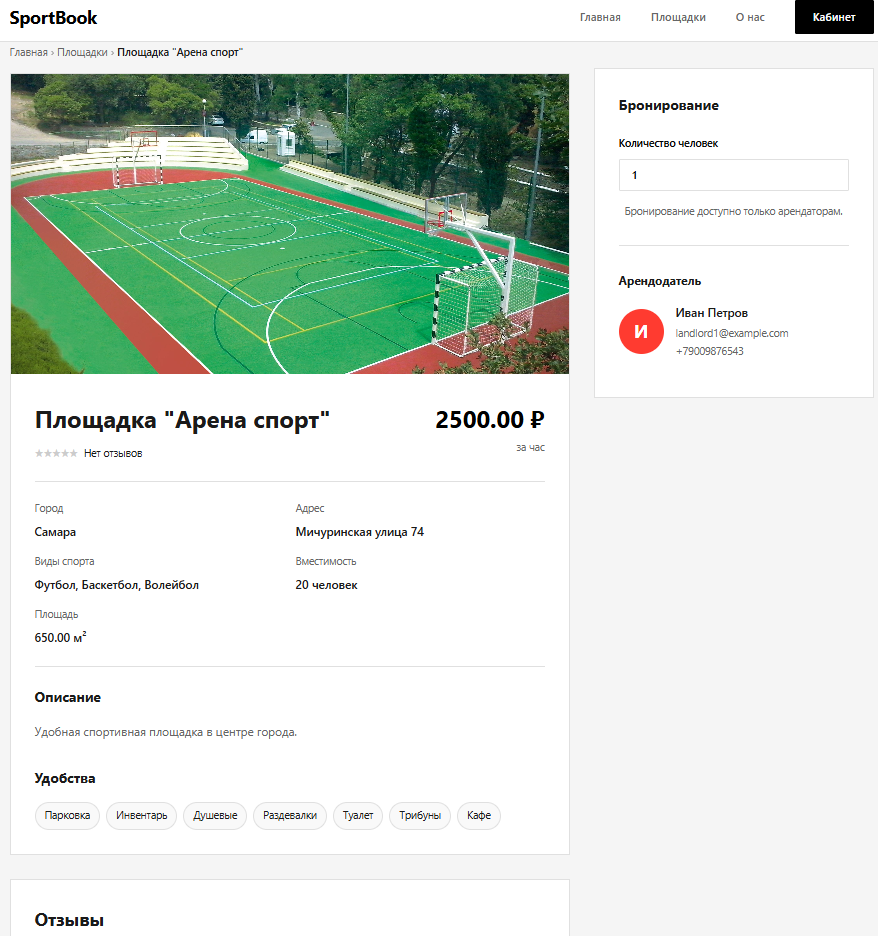 SportBook
Главная
Площадки
О нас
Кабинет
Главная › Площадки › Площадка "Арена спорт"
Площадка "Арена спорт"
2500.00 ₽
★★★★★ Нет отзывов
за час
Город
Адрес
Самара
Мичуринская улица 74
Виды спорта
Вместимость
Футбол, Баскетбол, Волейбол
20 человек
Площадь
650.00 м²
Описание
Удобная спортивная площадка в центре города.
Удобства
Парковка
Инвентарь
Душевые
Раздевалки
Туалет
Трибуны
Кафе
Отзывы
Бронирование
Количество человек
1
Бронирование доступно только арендаторам.
Арендодатель
И
Иван Петров
landlord1@example.com
+79009876543